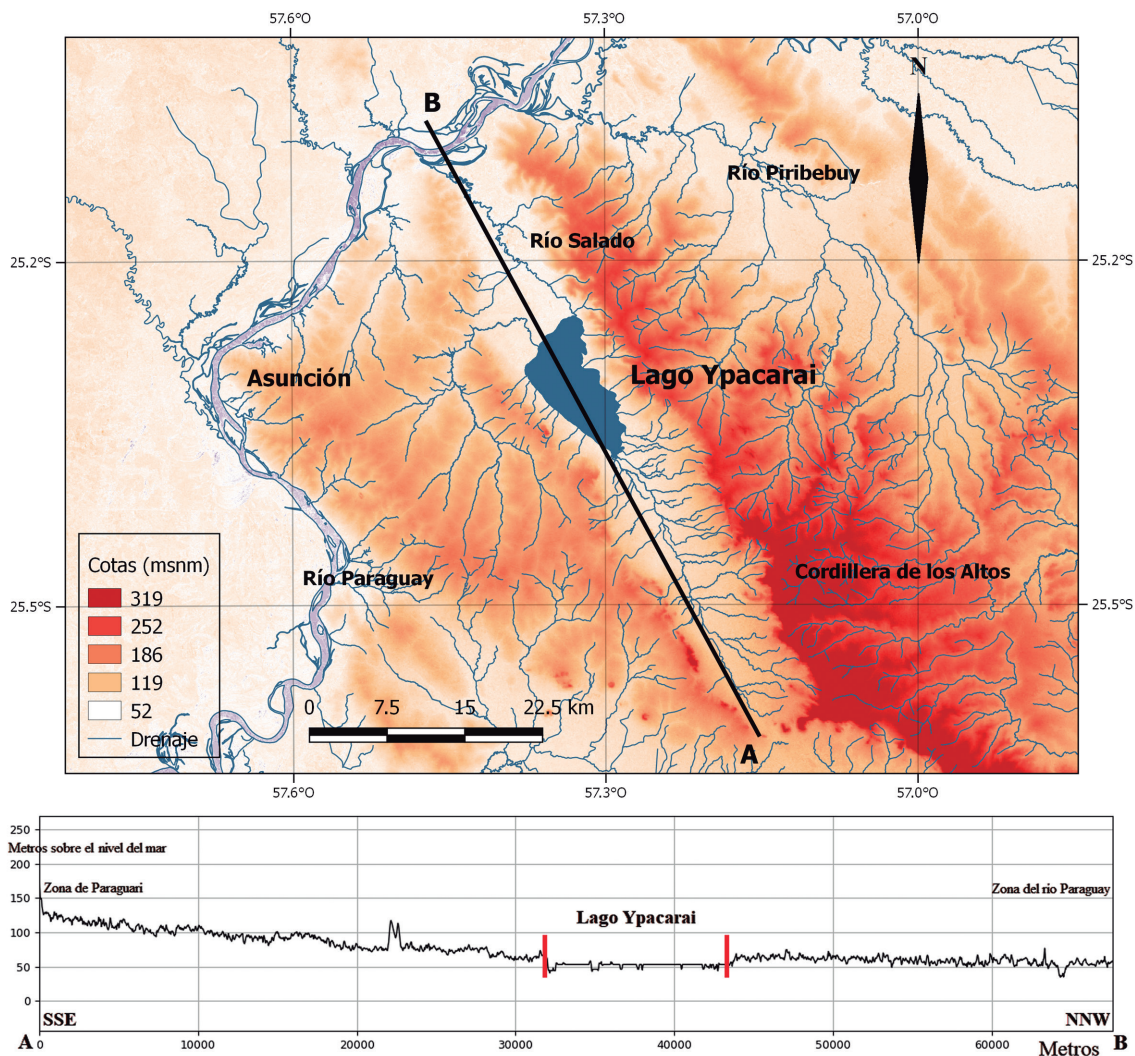 57.6°O
57.3°O
57.0°O
N
B
Río Piribebuy
Río Salado
25.2°S
25.2°S
Asunción
Lago Ypacarai
Cotas (msnm)
319
252
186
119
52
Drenaje
Río Paraguay
Cordillera de los Altos
25.5°S
25.5°S
0
7.5
15
22.5 km
A
57.6°O
57.3°O
57.0°O
250
Metros sobre el nivel del mar
200
Zona de Paraguari
Zona del río Paraguay
150
Lago Ypacarai
100
50
0
SSE
NNW
A
0
10000
20000
30000
40000
50000
60000
Metros
B